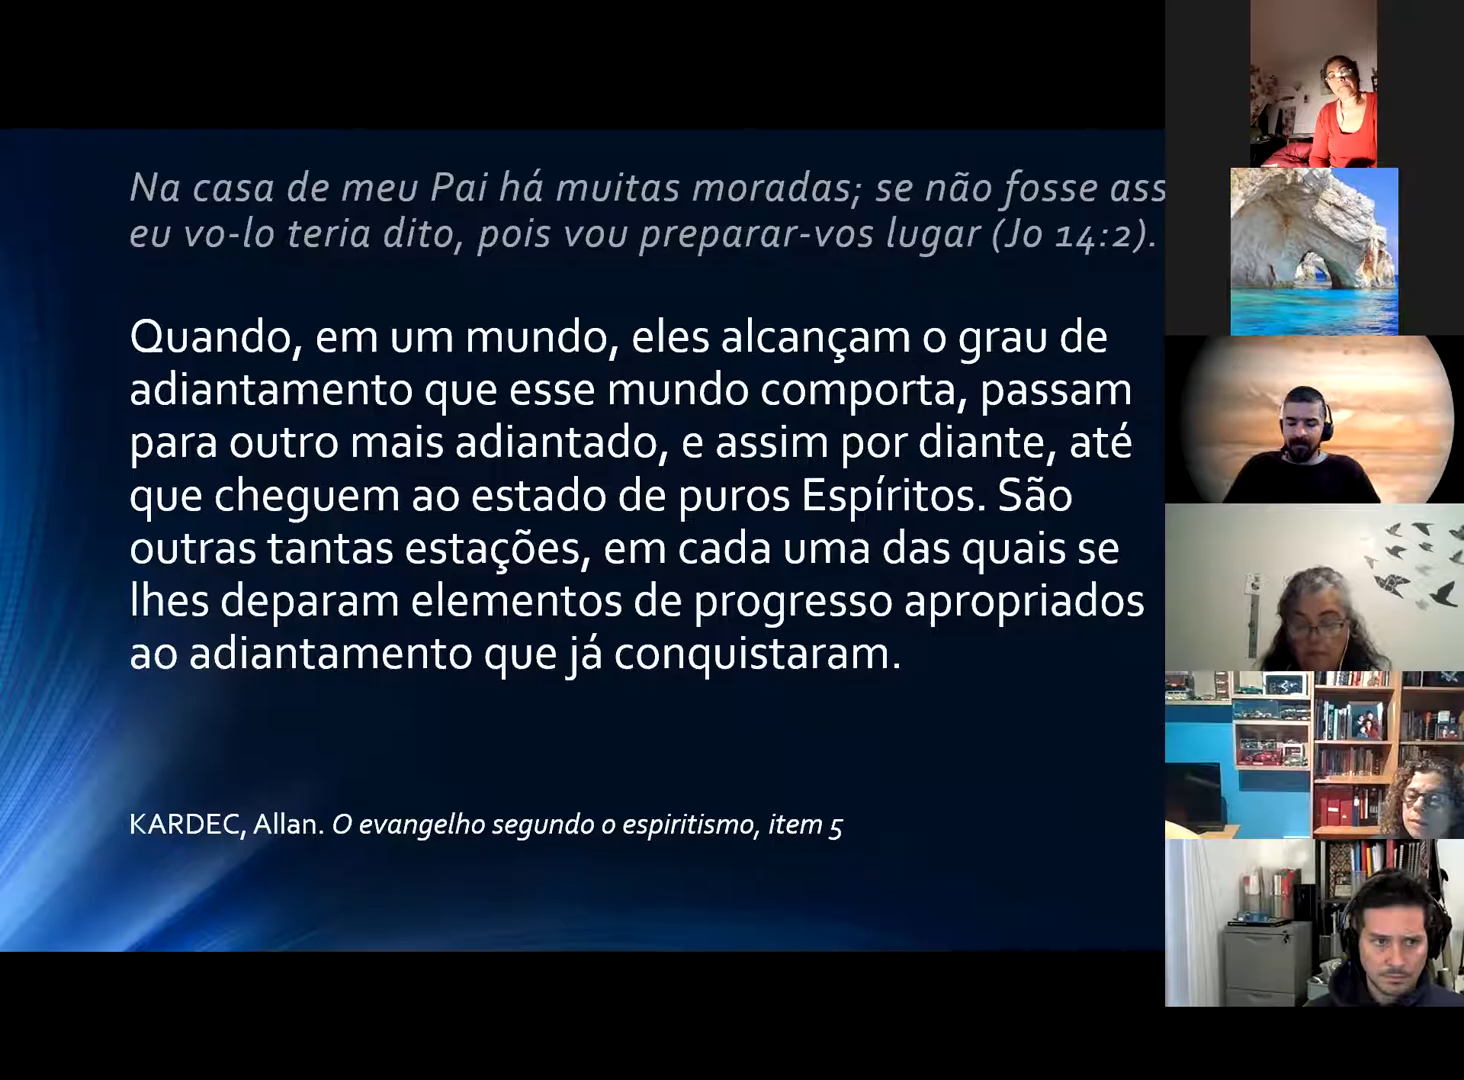 Na casa de meu Pai há muitas moradas; se não fosse ass
eu vo-lo teria dito, pois vou preparar-vos lugar (Jo 14:2).
Quando, em um mundo, eles alcançam o grau de
adiantamento que esse mundo comporta, passam
para outro mais adiantado, e assim por diante, até
que cheguem ao estado de puros Espíritos. São
outras tantas estações, em cada uma das quais se
lhes deparam elementos de progresso apropriados
ao adiantamento que já conquistaram.
KARDEC, Allan. O evangelho segundo o espiritismo, item 5